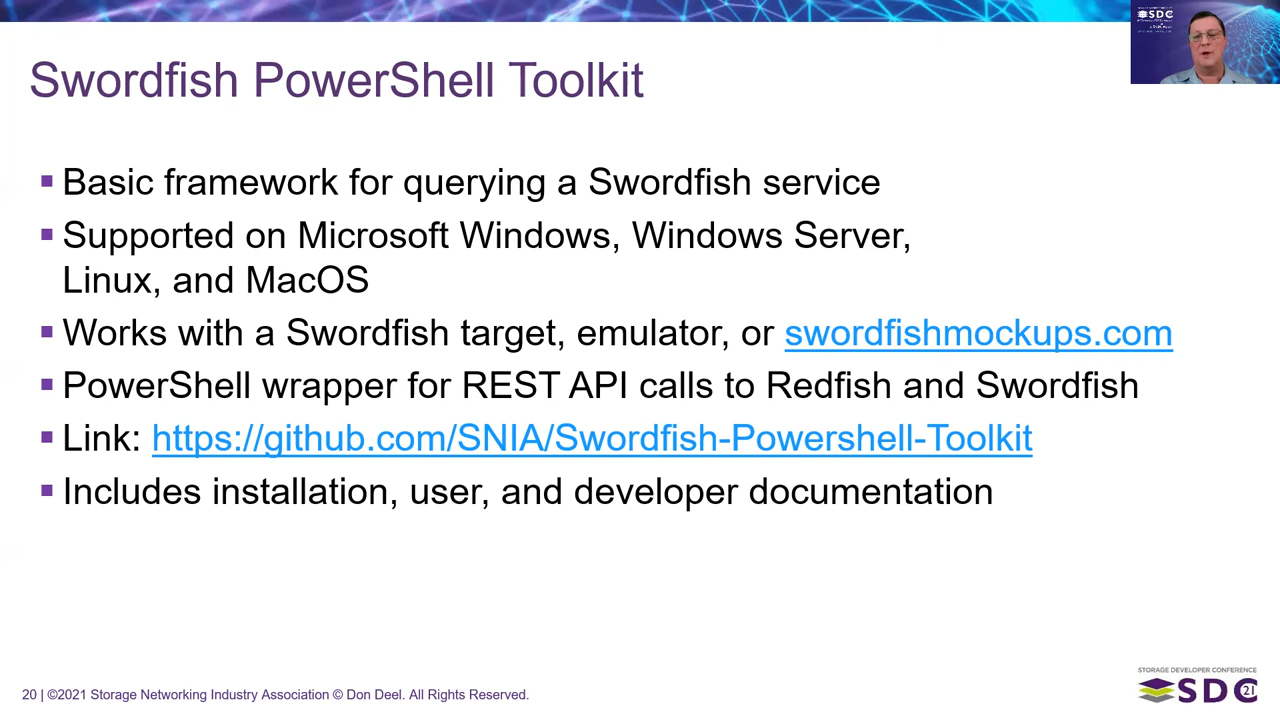 SDC
Swordfish PowerShell Toolkit
Basic framework for querying a Swordfish service
Supported on Microsoft Windows, Windows Server,
Linux, and MacOS
Works with a Swordfish target, emulator, or swordfishmockups.com
PowerShell wrapper for REST API calls to Redfish and Swordfish
Link: https://github.com/SNIA/Swordfish-Powershell-Toolkit
Includes installation, user, and developer documentation
20 | ©2021 Storage Networking Industry Association © Don Deel. All Rights Reserved.
STORAGE DEVELOPER CONFERENCE
SDC 21